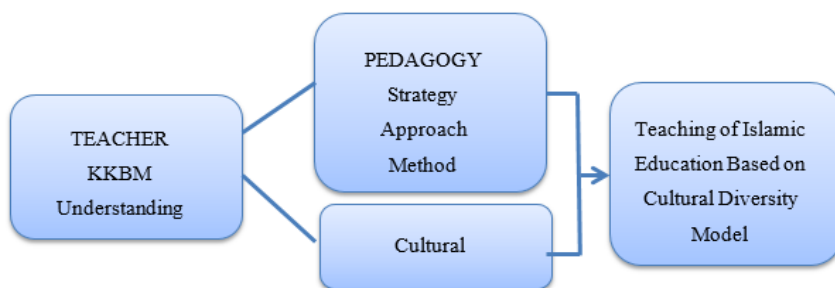 TEACHER
KKBM
Understanding
PEDAGOGY
Strategy
Approach
Method
Cultural
Teaching of Islamic
Education Based on
Cultural Diversity
Model